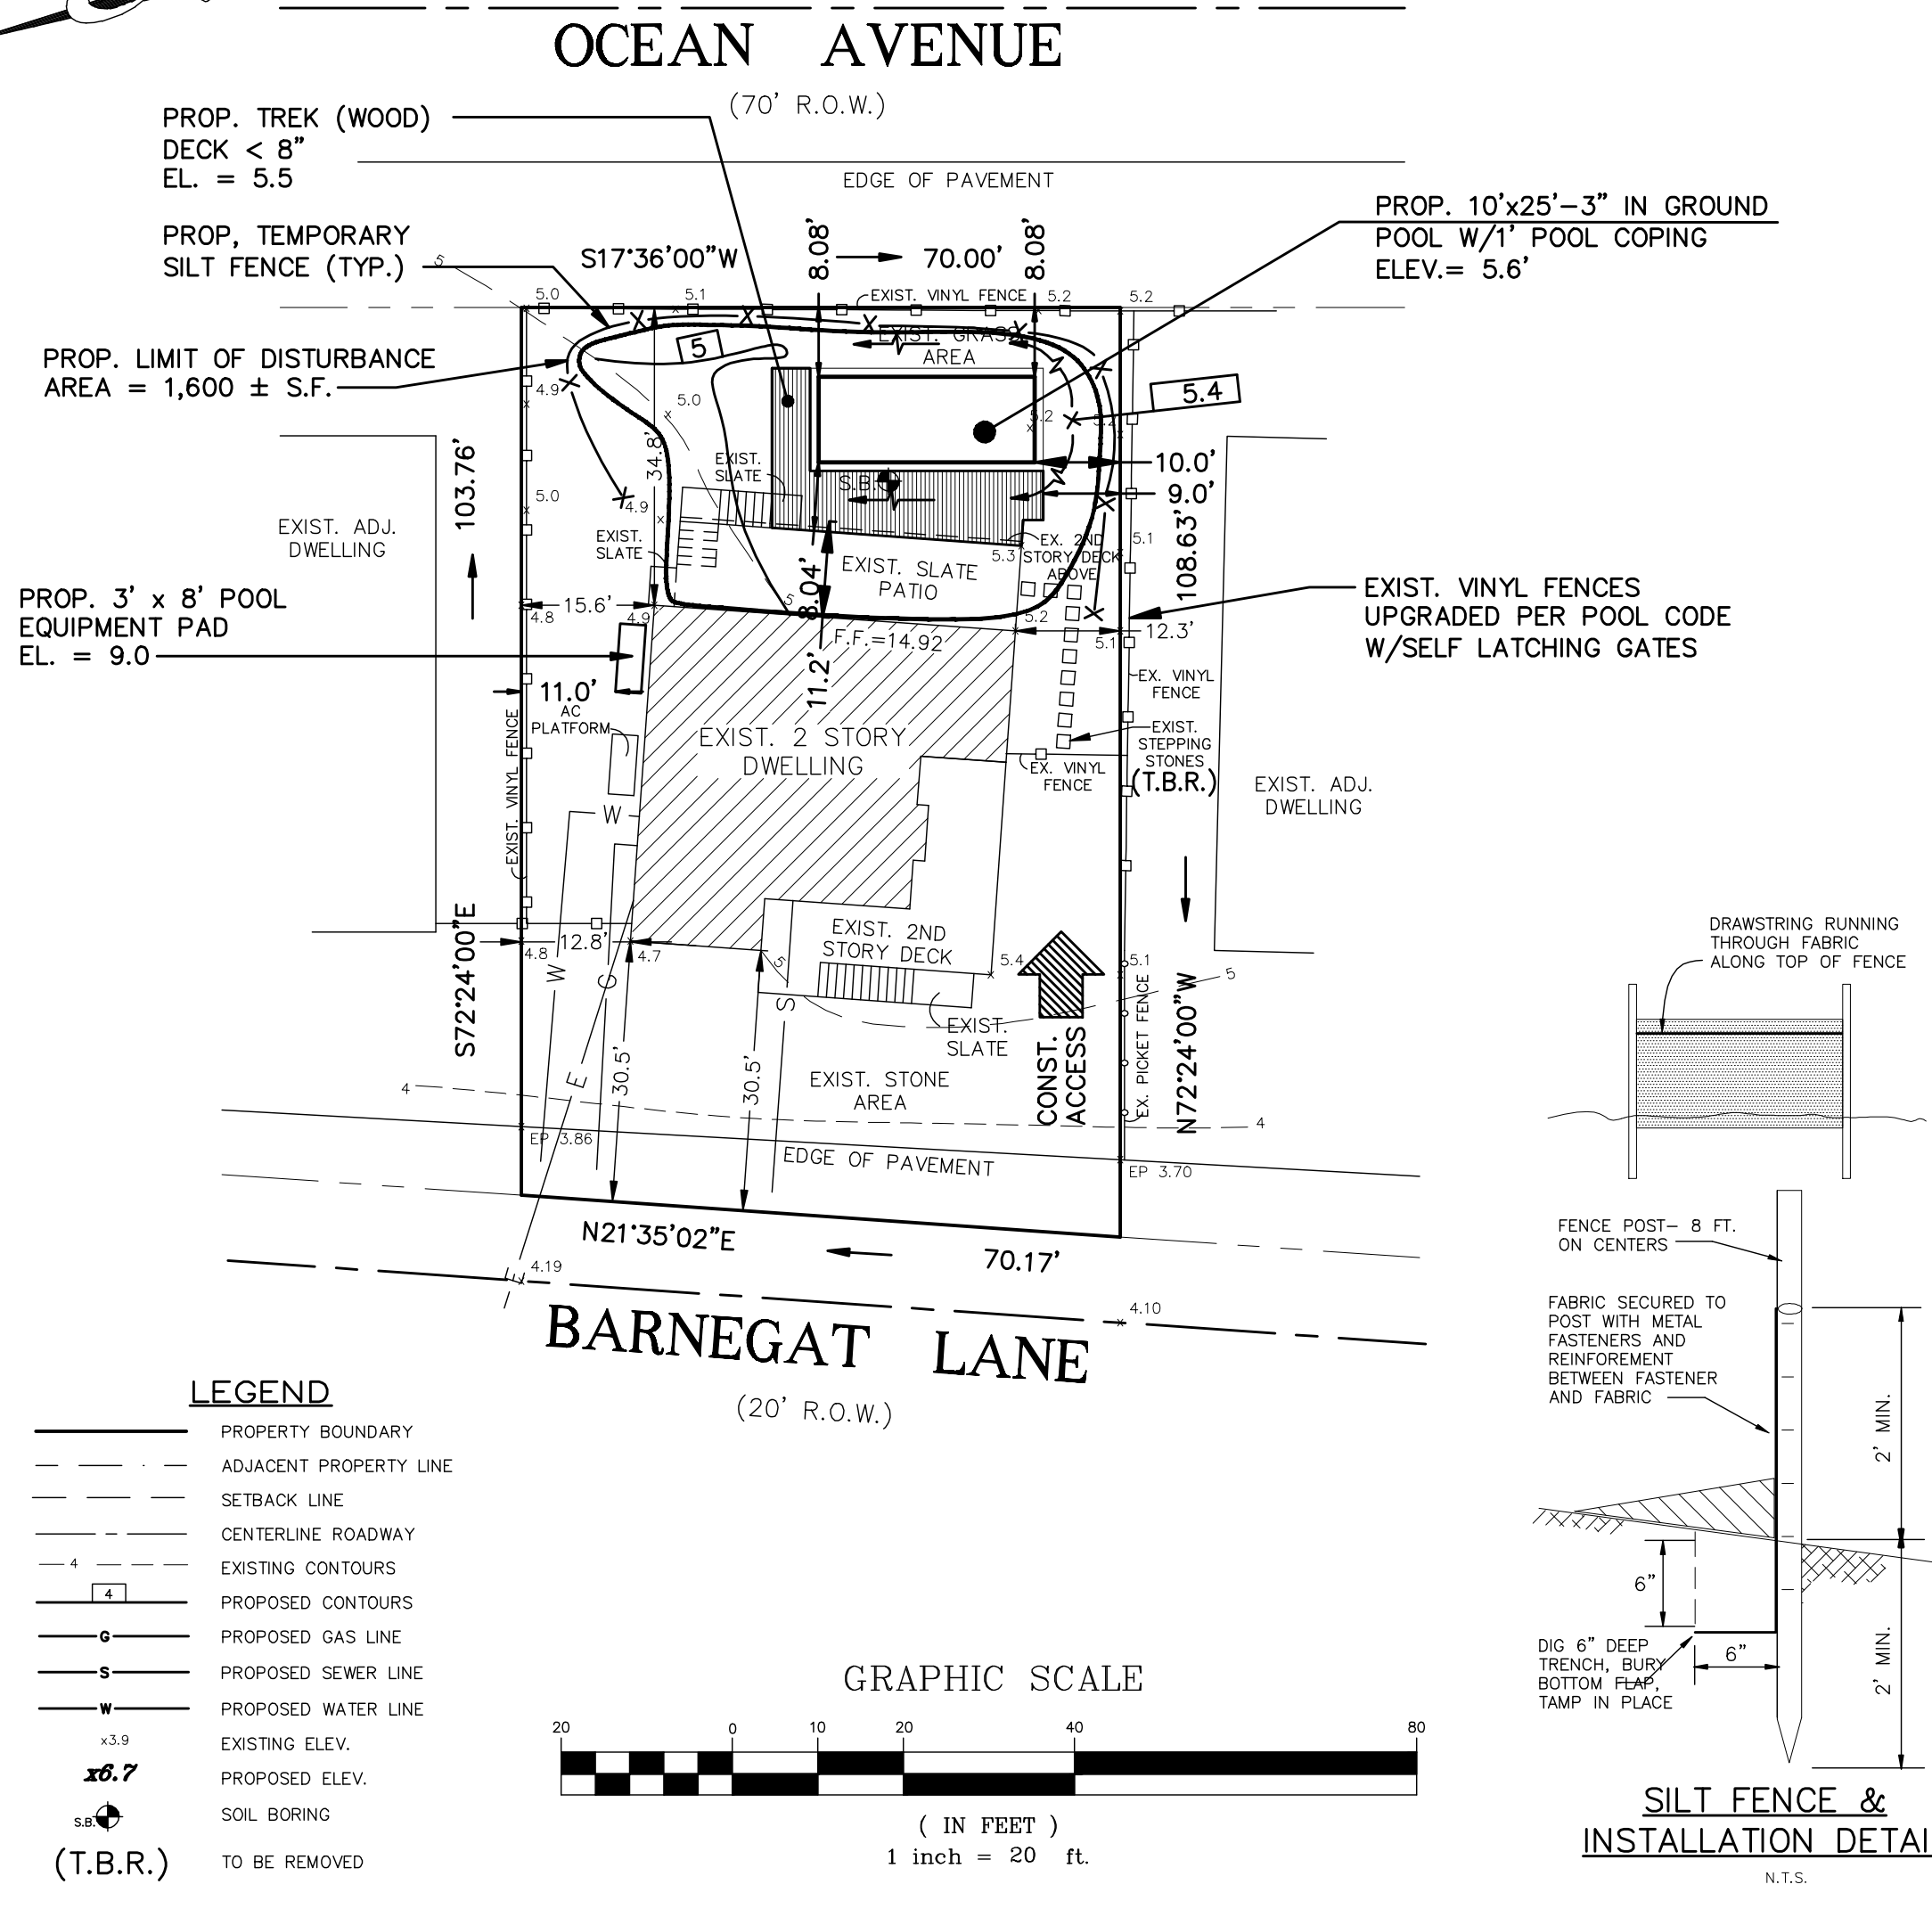 OCEAN AVENUE
(70' R.O.W.)
PROP. TREK (WOOD)
DECK < 8"
EL. = 5.5
EDGE OF PAVEMENT
PROP. 10'x25'-3" IN GROUND
POOL W/1' POOL COPING
ELEV.= 5.6'
PROP, TEMPORARY
SILT FENCE (TYP.)
5
S17°36'00"W
8.08'
70.00'
8.08'
5.0
5.1
EXIST. VINYL FENCE
5.2
5.2
PROP. LIMIT OF DISTURBANCE
AREA = 1,600 ± S.F.
5
EXIST. GRASS
AREA
5.4
4.9
5.0
5.2
5.2
103.76'
34.8'
EXIST.
SLATE
S.B.
10.0'
9.0'
5.0
4.9
EXIST. ADJ.
DWELLING
EXIST.
SLATE
8.04'
EXIST. SLATE
PATIO
5.3
EX. 2ND
STORY DECK
ABOVE
5.1
108.63'
EXIST. VINYL FENCES
UPGRADED PER POOL CODE
W/SELF LATCHING GATES
PROP. 3' x 8' POOL
EQUIPMENT PAD
EL. = 9.0
15.6'
4.8
4.9
5
F.F.=14.92
5.2
5.1
12.3'
11.2'
11.0'
AC
PLATFORM
EX. VINYL
FENCE
EXIST. VINYL FENCE
EXIST. 2 STORY
DWELLING
EXIST.
STEPPING
STONES
(T.B.R.)
EX. VINYL
FENCE
EXIST. ADJ.
DWELLING
W
S72°24'00"E
12.8'
4.8
4.7
EXIST. 2ND
STORY DECK
5
5.4
5.1
5
W
G
S
EXIST.
SLATE
CONST.
ACCESS
EX. PICKET FENCE
N72°24'00"W
E
30.5'
30.5'
EXIST. STONE
AREA
4
4
EP 3.86
EDGE OF PAVEMENT
EP 3.70
N21°35'02"E
70.17'
E
4.19
4.10
BARNEGAT LANE
(20' R.O.W.)
DRAWSTRING RUNNING
THROUGH FABRIC
ALONG TOP OF FENCE
FENCE POST- 8 FT.
ON CENTERS
FABRIC SECURED TO
POST WITH METAL
FASTENERS AND
REINFOREMENT
BETWEEN FASTENER
AND FABRIC
2' MIN.
6"
6"
2' MIN.
DIG 6" DEEP
TRENCH, BURY
BOTTOM FLAP,
TAMP IN PLACE
SILT FENCE &
INSTALLATION DETAI
N.T.S.
LEGEND
PROPERTY BOUNDARY
ADJACENT PROPERTY LINE
SETBACK LINE
CENTERLINE ROADWAY
4 EXISTING CONTOURS
4 PROPOSED CONTOURS
G PROPOSED GAS LINE
S PROPOSED SEWER LINE
W PROPOSED WATER LINE
x3.9 EXISTING ELEV.
x6.7 PROPOSED ELEV.
S.B. SOIL BORING
(T.B.R.) TO BE REMOVED
GRAPHIC SCALE
20 0 10 20 40 80
( IN FEET )
1 inch = 20 ft.